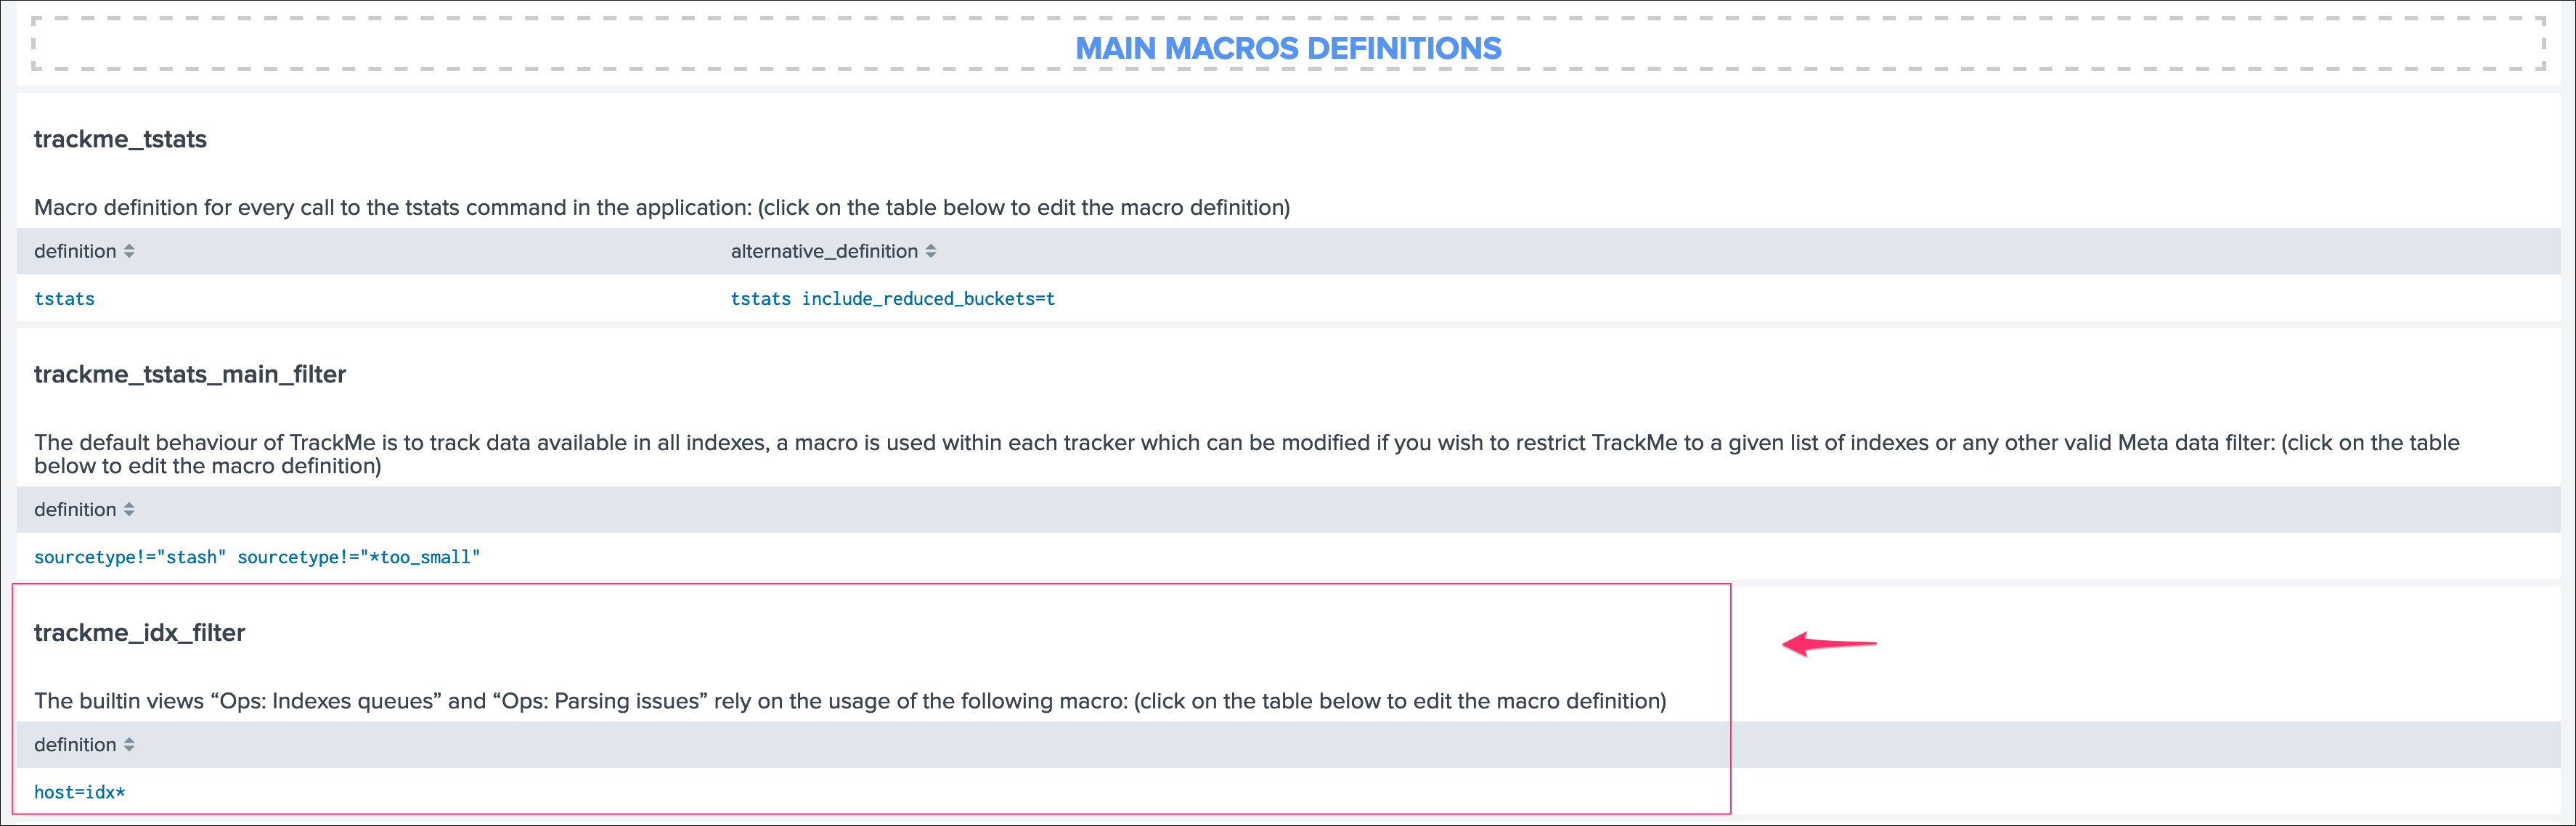 MAIN MACROS DEFINITIONS
trackme_tstats
Macro definition for every call to the tstats command in the application: (click on the table below to edit the macro definition)
definition alternative_definition
tstats tstats include_reduced_buckets=t
trackme_tstats_main_filter
The default behaviour of TrackMe is to track data available in all indexes, a macro is used within each tracker which can be modified if you wish to restrict TrackMe to a given list of indexes or any other valid Meta data filter: (click on the table
below to edit the macro definition)
definition
sourcetype!="stash" sourcetype!="*too_small"
trackme_idx_filter
The builtin views “Ops: Indexes queues” and “Ops: Parsing issues” rely on the usage of the following macro: (click on the table below to edit the macro definition)
definition
host=idx*